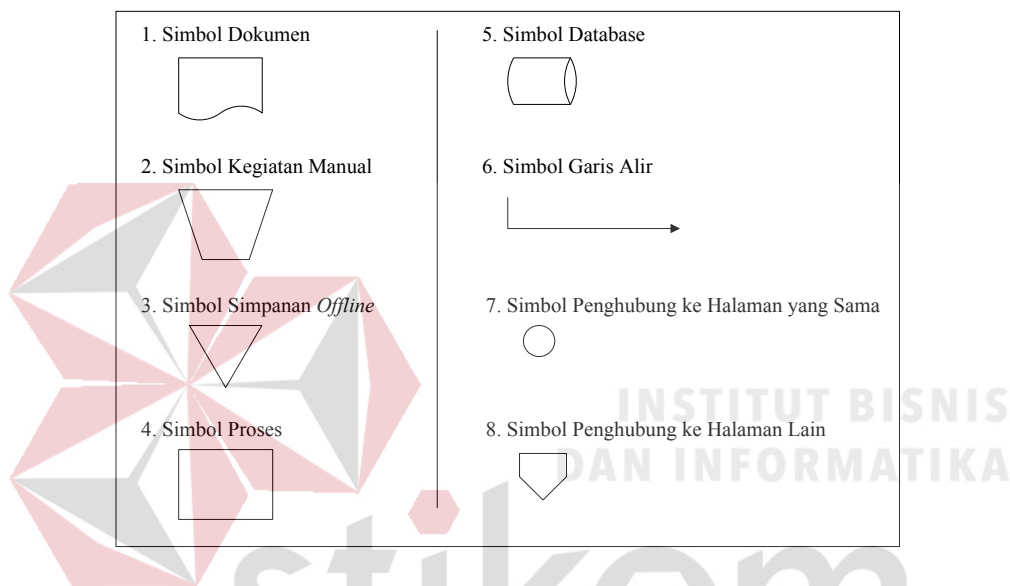 1. Simbol Dokumen
2. Simbol Kegiatan Manual
3. Simbol Simpanan Offline
4. Simbol Proses
5. Simbol Database
6. Simbol Garis Alir
7. Simbol Penghubung ke Halaman yang Sama
8. Simbol Penghubung ke Halaman Lain
INSTITUT BISNIS
DAN INFORMATIKA
stikom